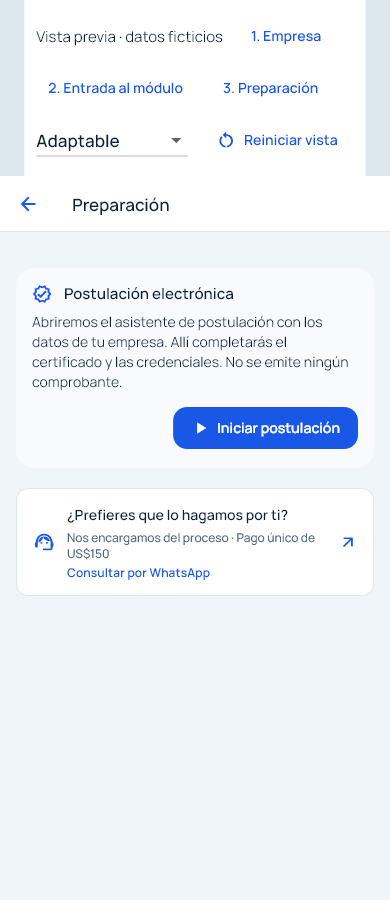 Vista previa · datos ficticios
1. Empresa
2. Entrada al módulo
3. Preparación
Adaptable
Reiniciar vista
Preparación
Postulación electrónica
Abriremos el asistente de postulación con los
datos de tu empresa. Allí completarás el
certificado y las credenciales. No se emite ningún
comprobante.
Iniciar postulación
¿Prefieres que lo hagamos por ti?
Nos encargamos del proceso · Pago único de
US$150
Consultar por WhatsApp